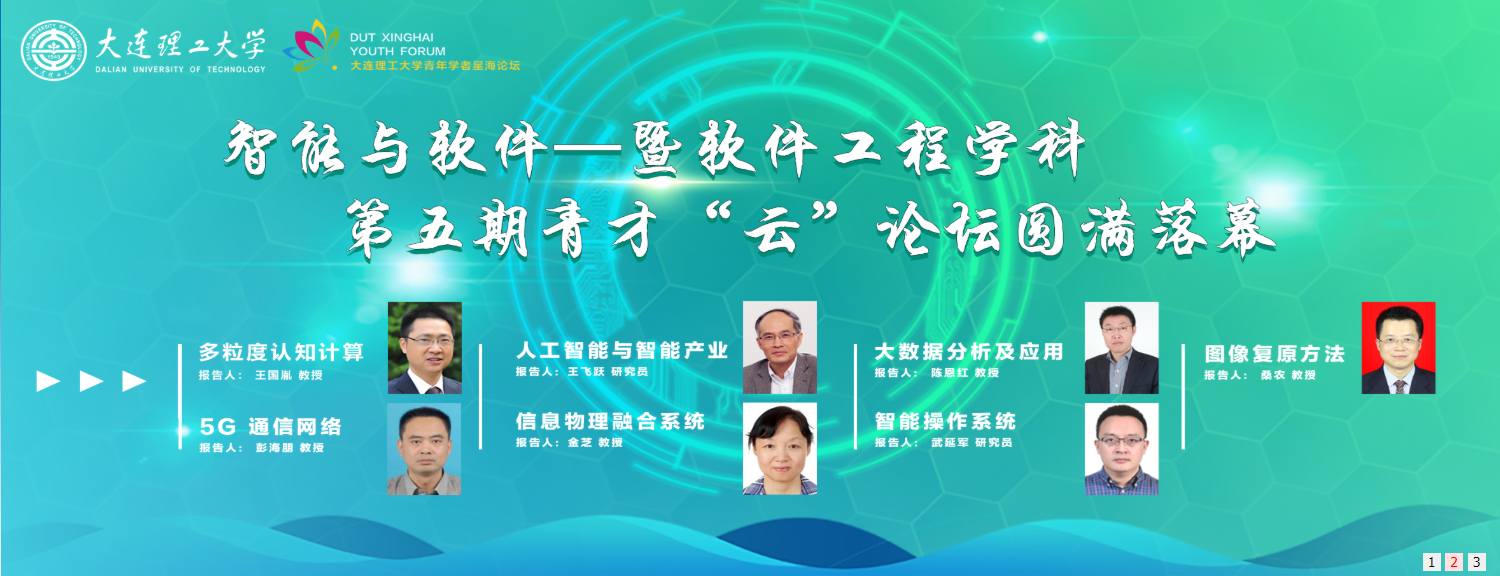 大连理工大学
DALIAN UNIVERSITY OF TECHNOLOGY
DUT XINGHAI
YOUTH FORUM
大连理工大学青年学者星海论坛
智能与软件—暨软件工程学科
第五期青才“云”论坛圆满落幕
多粒度认知计算
报告人： 王国胤 教授
5G 通信网络
报告人： 彭海朋 教授
人工智能与智能产业
报告人：王飞跃 研究员
信息物理融合系统
报告人：金芝 教授
大数据分析及应用
报告人： 陈恩红 教授
智能操作系统
报告人： 武延军 研究员
图像复原方法
报告人： 桑农 教授
1 2 3